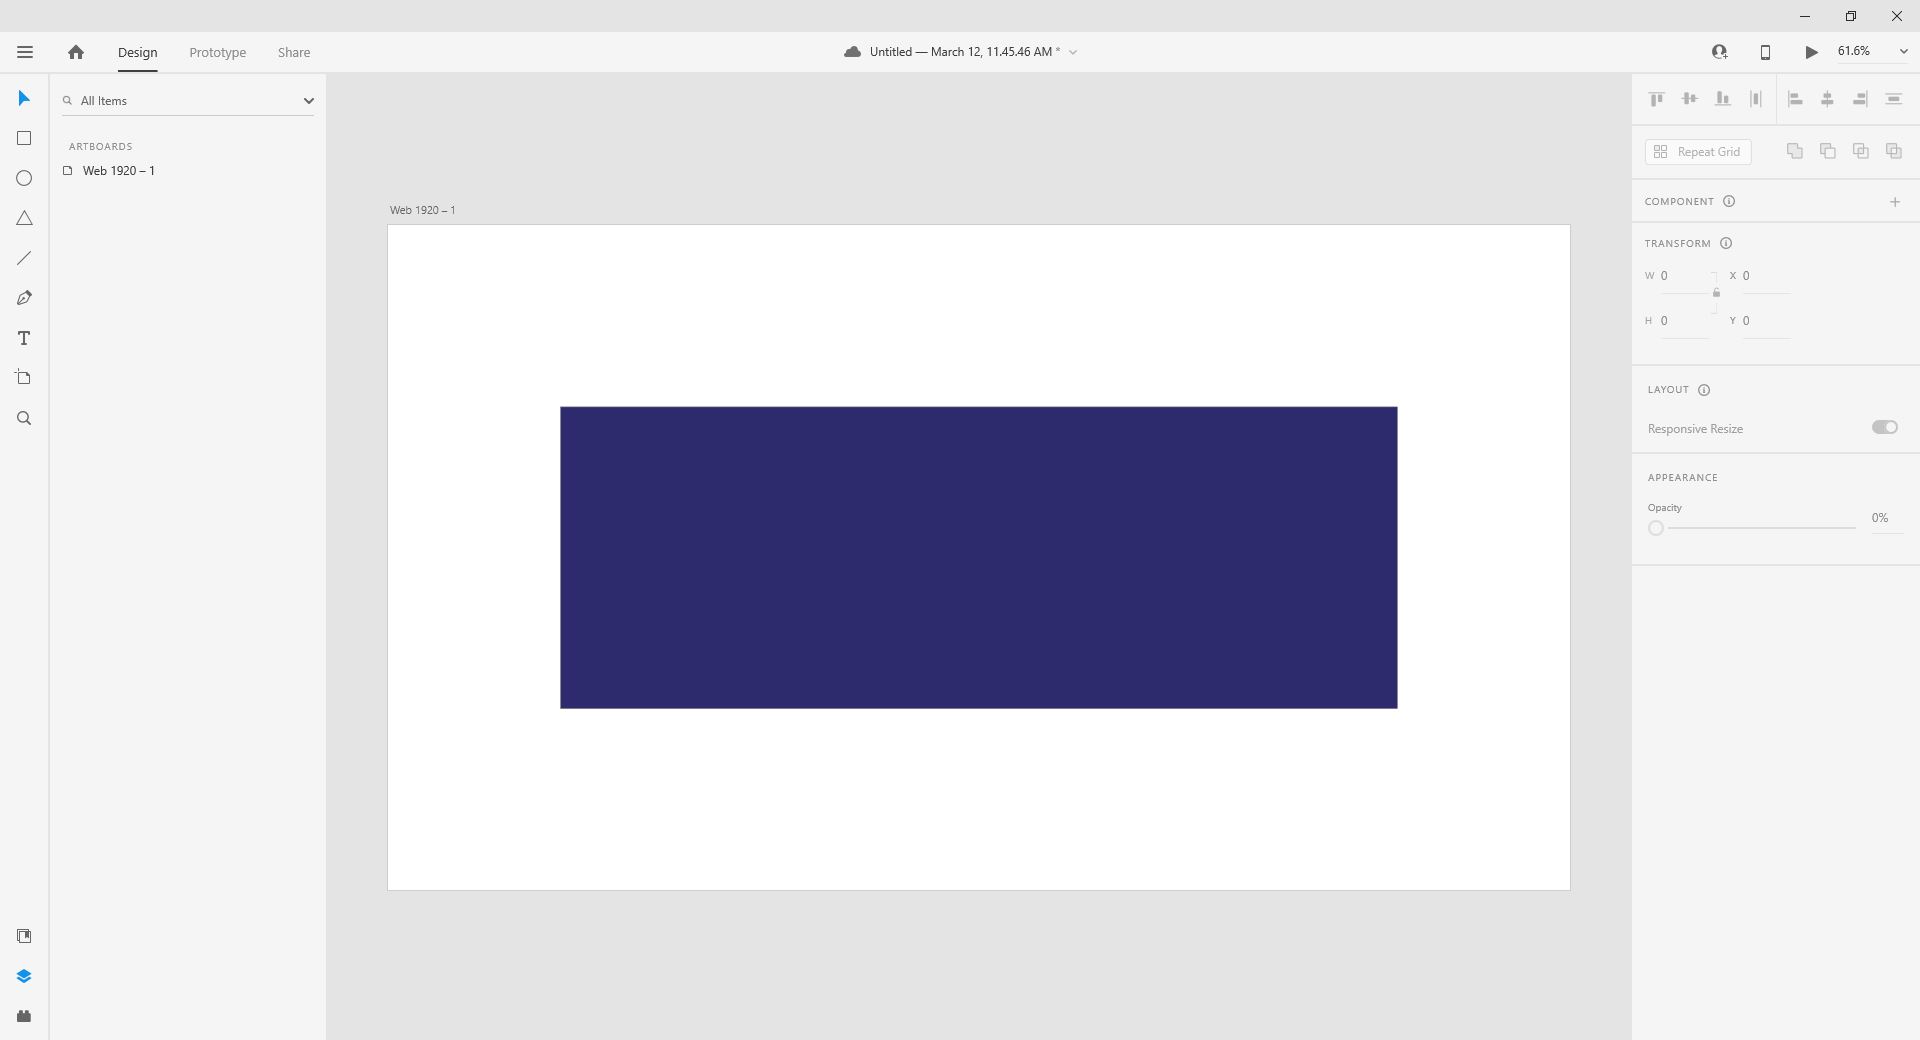 Design
Prototype
Share
Untitled — March 12, 11.45.46 AM *
61.6%
All Items
ARTBOARDS
Web 1920 – 1
Web 1920 – 1
Repeat Grid
COMPONENT
TRANSFORM
W 0 X 0
H 0 Y 0
LAYOUT
Responsive Resize
APPEARANCE
Opacity
0%